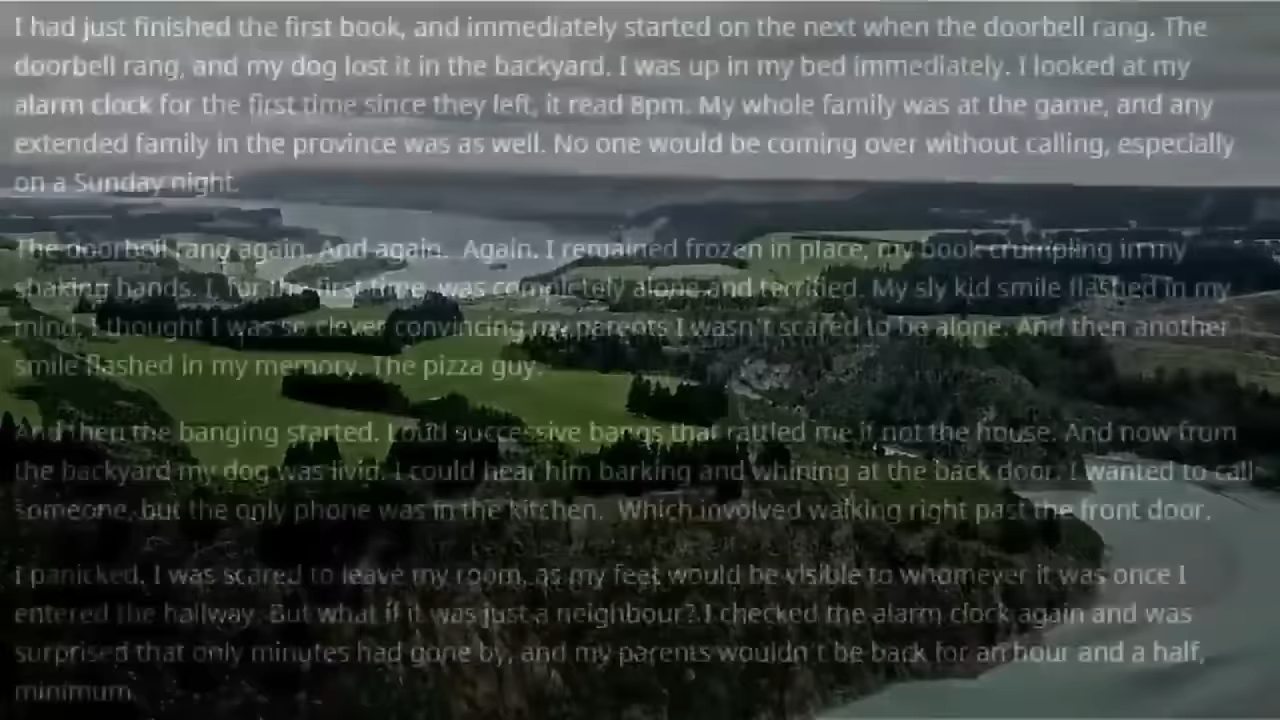 I had just finished the first book, and immediately started on the next when the doorbell rang. The
doorbell rang, and my dog lost it in the backyard. I was up in my bed immediately. I looked at my
alarm clock for the first time since they left, it read 8pm. My whole family was at the game, and any
extended family in the province was as well. No one would be coming over without calling, especially
on a Sunday night.
The doorbell rang again. And again. Again. I remained frozen in place, my book crumpling in my
shaking hands. I, for the first time, was completely alone and terrified. My sly kid smile flashed in my
mind. I thought I was so clever convincing my parents I wasn't scared to be alone. And then another
smile flashed in my memory. The pizza guy.
And then the banging started. Loud successive bangs that rattled me if not the house. And now from
the backyard my dog was livid. I could hear him barking and whining at the back door. I wanted to call
someone, but the only phone was in the kitchen. Which involved walking right past the front door.
I panicked. I was scared to leave my room, as my feet would be visible to whomever it was once I
entered the hallway. But what if it was just a neighbour? I checked the alarm clock again and was
surprised that only minutes had gone by, and my parents wouldn't be back for an hour and a half,
minimum.